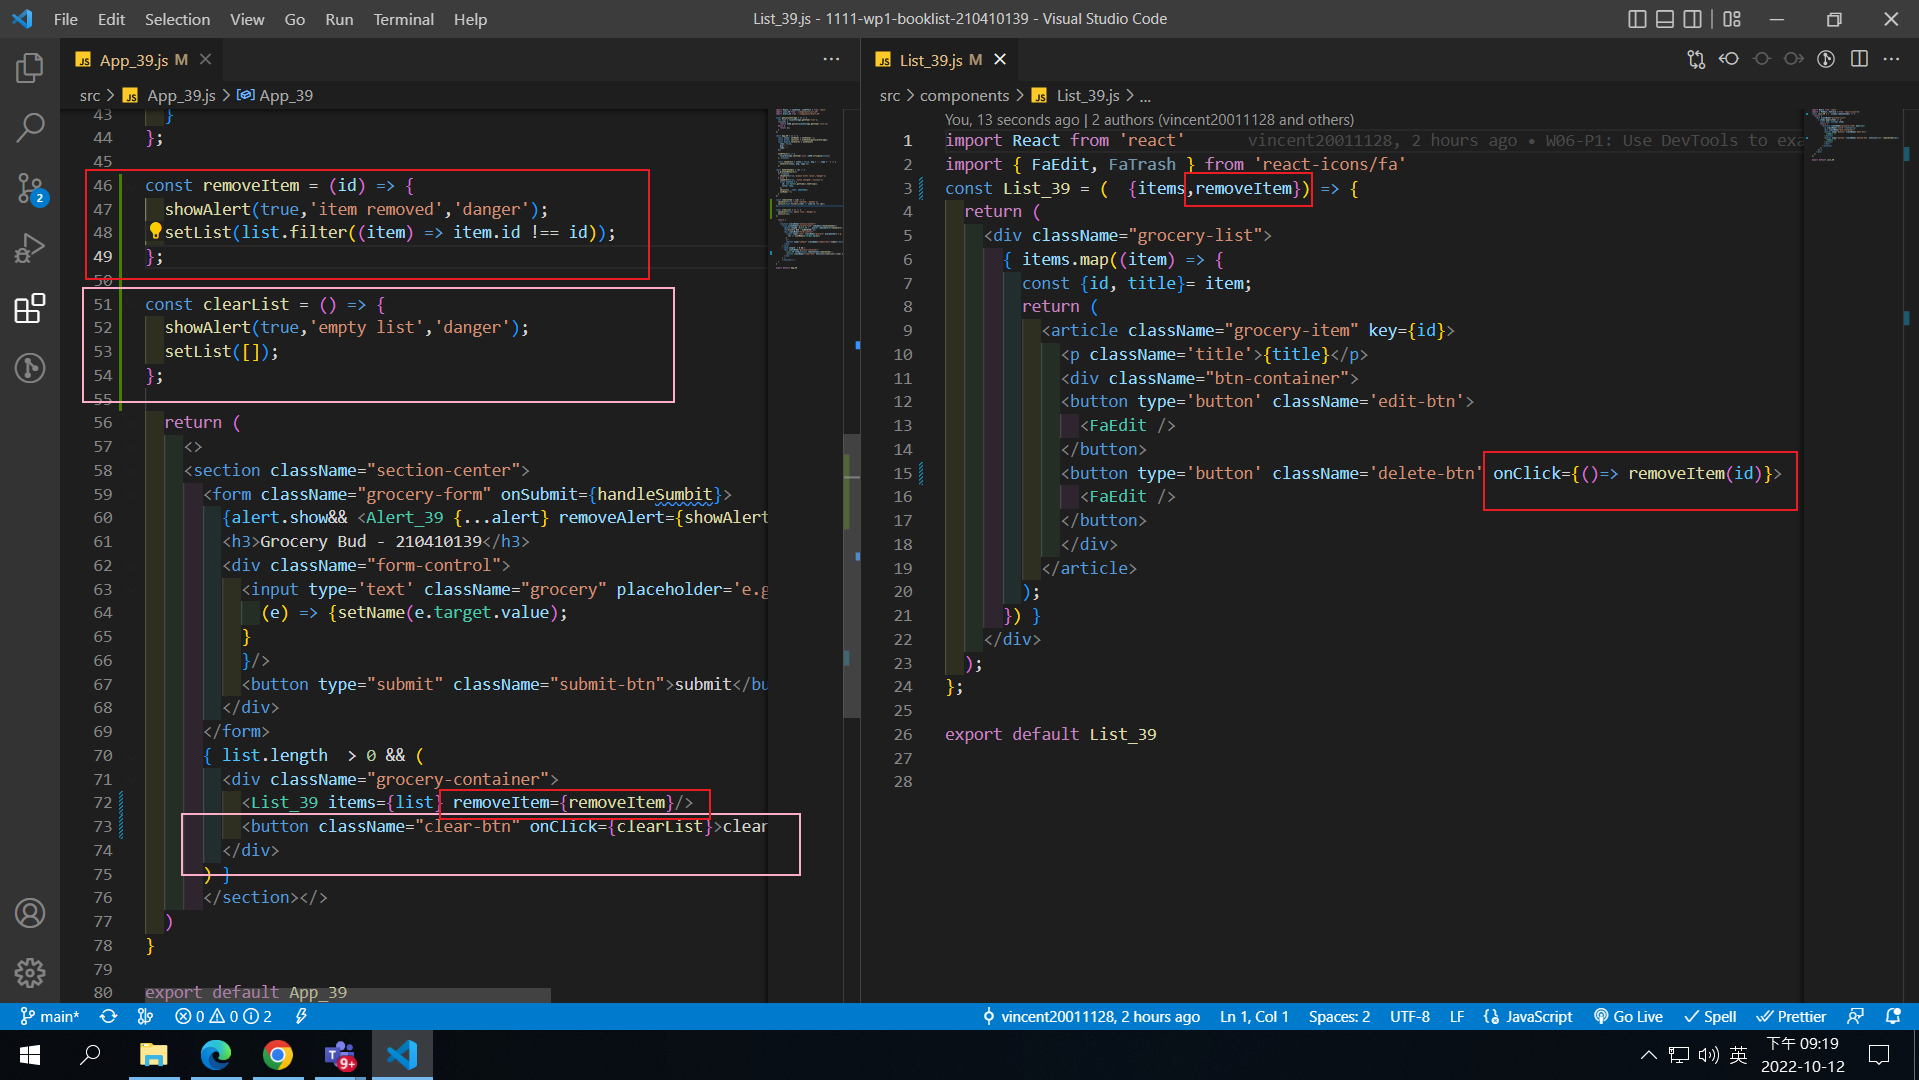 File Edit Selection View Go Run Terminal Help
List_39.js - 1111-wp1-booklist-210410139 - Visual Studio Code
JS App_39.js M
src > JS App_39.js > App_39
43 }
44 };
45
46 const removeItem = (id) => {
47 showAlert(true,'item removed','danger');
48 setList(list.filter((item) => item.id !== id));
49 };
50
51 const clearList = () => {
52 showAlert(true,'empty list','danger');
53 setList([]);
54 };
55
56 return (
57 <>
58 <section className="section-center">
59 <form className="grocery-form" onSubmit={handleSumbit}>
60 {alert.show&& <Alert_39 {...alert} removeAlert={showAlert
61 <h3>Grocery Bud - 210410139</h3>
62 <div className="form-control">
63 <input type='text' className="grocery" placeholder='e.g
64 (e) => {setName(e.target.value);
65 }
66 }/>
67 <button type="submit" className="submit-btn">submit</bu
68 </div>
69 </form>
70 { list.length  > 0 && (
71 <div className="grocery-container">
72 <List_39 items={list} removeItem={removeItem}/>
73 <button className="clear-btn" onClick={clearList}>clear
74 </div>
75 ) }
76 </section></>
77 )
78 }
79
80 export default App_39
JS List_39.js M
src > components > JS List_39.js > ...
You, 13 seconds ago | 2 authors (vincent20011128 and others)
1 import React from 'react' vincent20011128, 2 hours ago • W06-P1: Use DevTools to exa
2 import { FaEdit, FaTrash } from 'react-icons/fa'
3 const List_39 = (  {items,removeItem}) => {
4 return (
5 <div className="grocery-list">
6 { items.map((item) => {
7 const {id, title}= item;
8 return (
9 <article className="grocery-item" key={id}>
10 <p className='title'>{title}</p>
11 <div className="btn-container">
12 <button type='button' className='edit-btn'>
13 <FaEdit />
14 </button>
15 <button type='button' className='delete-btn' onClick={()=> removeItem(id)}>
16 <FaEdit />
17 </button>
18 </div>
19 </article>
20 );
21 }) }
22 </div>
23 );
24 };
25
26 export default List_39
27
28
2
main* 0 0 2
vincent20011128, 2 hours ago Ln 1, Col 1 Spaces: 2 UTF-8 LF JavaScript Go Live Spell Prettier
9+
英
下午 09:19
2022-10-12